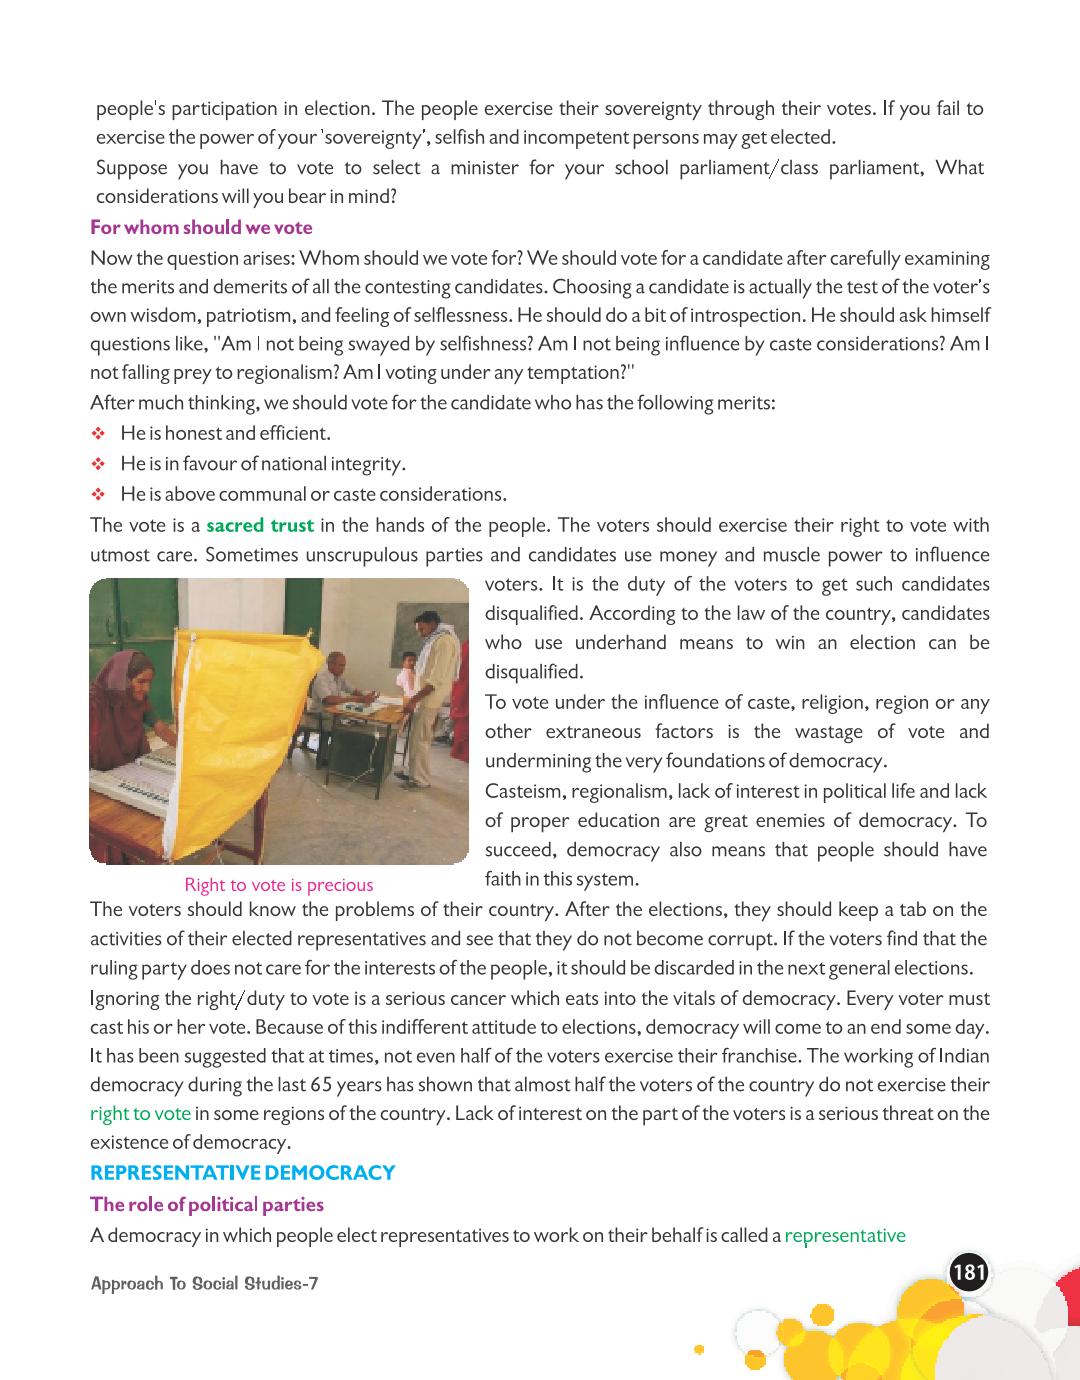 people's participation in election. The people exercise their sovereignty through their votes. If you fail to
exercise the power of your 'sovereignty', selfish and incompetent persons may get elected.
Suppose you have to vote to select a minister for your school parliament/class parliament, What
considerations will you bear in mind?
For whom should we vote
Now the question arises: Whom should we vote for? We should vote for a candidate after carefully examining
the merits and demerits of all the contesting candidates. Choosing a candidate is actually the test of the voter's
own wisdom, patriotism, and feeling of selflessness. He should do a bit of introspection. He should ask himself
questions like, "Am I not being swayed by selfishness? Am I not being influence by caste considerations? Am I
not falling prey to regionalism? Am I voting under any temptation?"
After much thinking, we should vote for the candidate who has the following merits:
❖ He is honest and efficient.
❖ He is in favour of national integrity.
❖ He is above communal or caste considerations.
The vote is a sacred trust in the hands of the people. The voters should exercise their right to vote with
utmost care. Sometimes unscrupulous parties and candidates use money and muscle power to influence
voters. It is the duty of the voters to get such candidates
disqualified. According to the law of the country, candidates
who use underhand means to win an election can be
disqualified.
To vote under the influence of caste, religion, region or any
other extraneous factors is the wastage of vote and
undermining the very foundations of democracy.
Casteism, regionalism, lack of interest in political life and lack
of proper education are great enemies of democracy. To
succeed, democracy also means that people should have
faith in this system.
Right to vote is precious
The voters should know the problems of their country. After the elections, they should keep a tab on the
activities of their elected representatives and see that they do not become corrupt. If the voters find that the
ruling party does not care for the interests of the people, it should be discarded in the next general elections.
Ignoring the right/duty to vote is a serious cancer which eats into the vitals of democracy. Every voter must
cast his or her vote. Because of this indifferent attitude to elections, democracy will come to an end some day.
It has been suggested that at times, not even half of the voters exercise their franchise. The working of Indian
democracy during the last 65 years has shown that almost half the voters of the country do not exercise their
right to vote in some regions of the country. Lack of interest on the part of the voters is a serious threat on the
existence of democracy.
REPRESENTATIVE DEMOCRACY
The role of political parties
A democracy in which people elect representatives to work on their behalf is called a representative
Approach To Social Studies-7
181